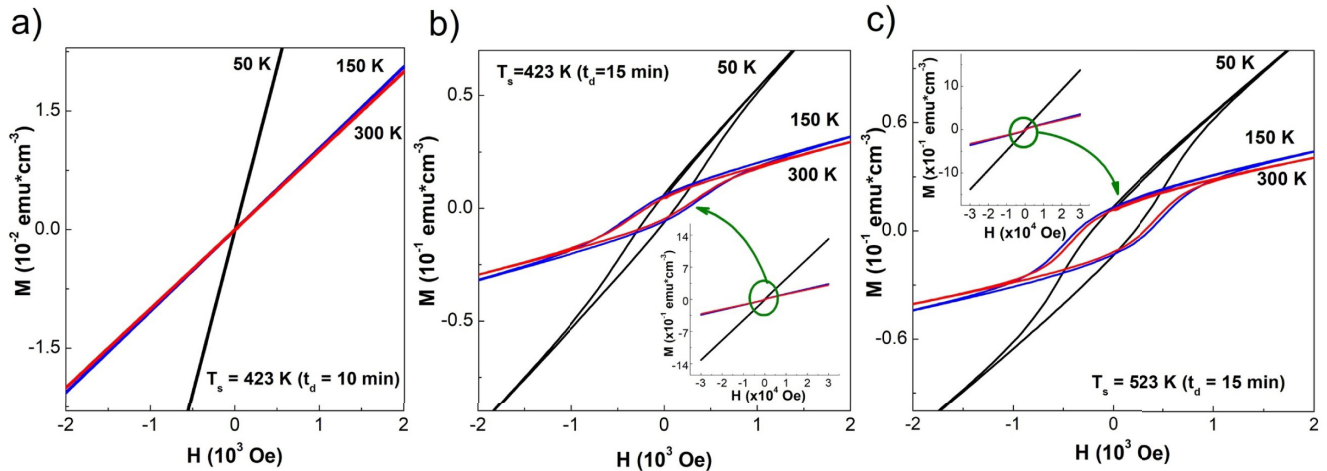 a)
50 K
150 K
300 K
1.5
0.0
-1.5
M (10⁻² emu*cm⁻³)
Tₛ = 423 K (t_d = 10 min)
-2 -1 0 1 2
H (10³ Oe)
b)
Tₛ=423 K (t_d=15 min)
50 K
150 K
300 K
0.5
0.0
-0.5
M (10⁻¹ emu*cm⁻³)
14
7
0
-7
-14
M (x10⁻¹ emu*cm⁻³)
-3 -2 -1 0 1 2 3
H (x10⁴ Oe)
-2 -1 0 1 2
H (10³ Oe)
c)
10
0
-10
M (x10⁻¹ emu*cm⁻³)
-3 -2 -1 0 1 2 3
H (x10⁴ Oe)
50 K
150 K
300 K
0.6
0.0
-0.6
M (10⁻¹ emu*cm⁻³)
Tₛ = 523 K (t_d = 15 min)
-2 -1 0 1 2
H (10³ Oe)